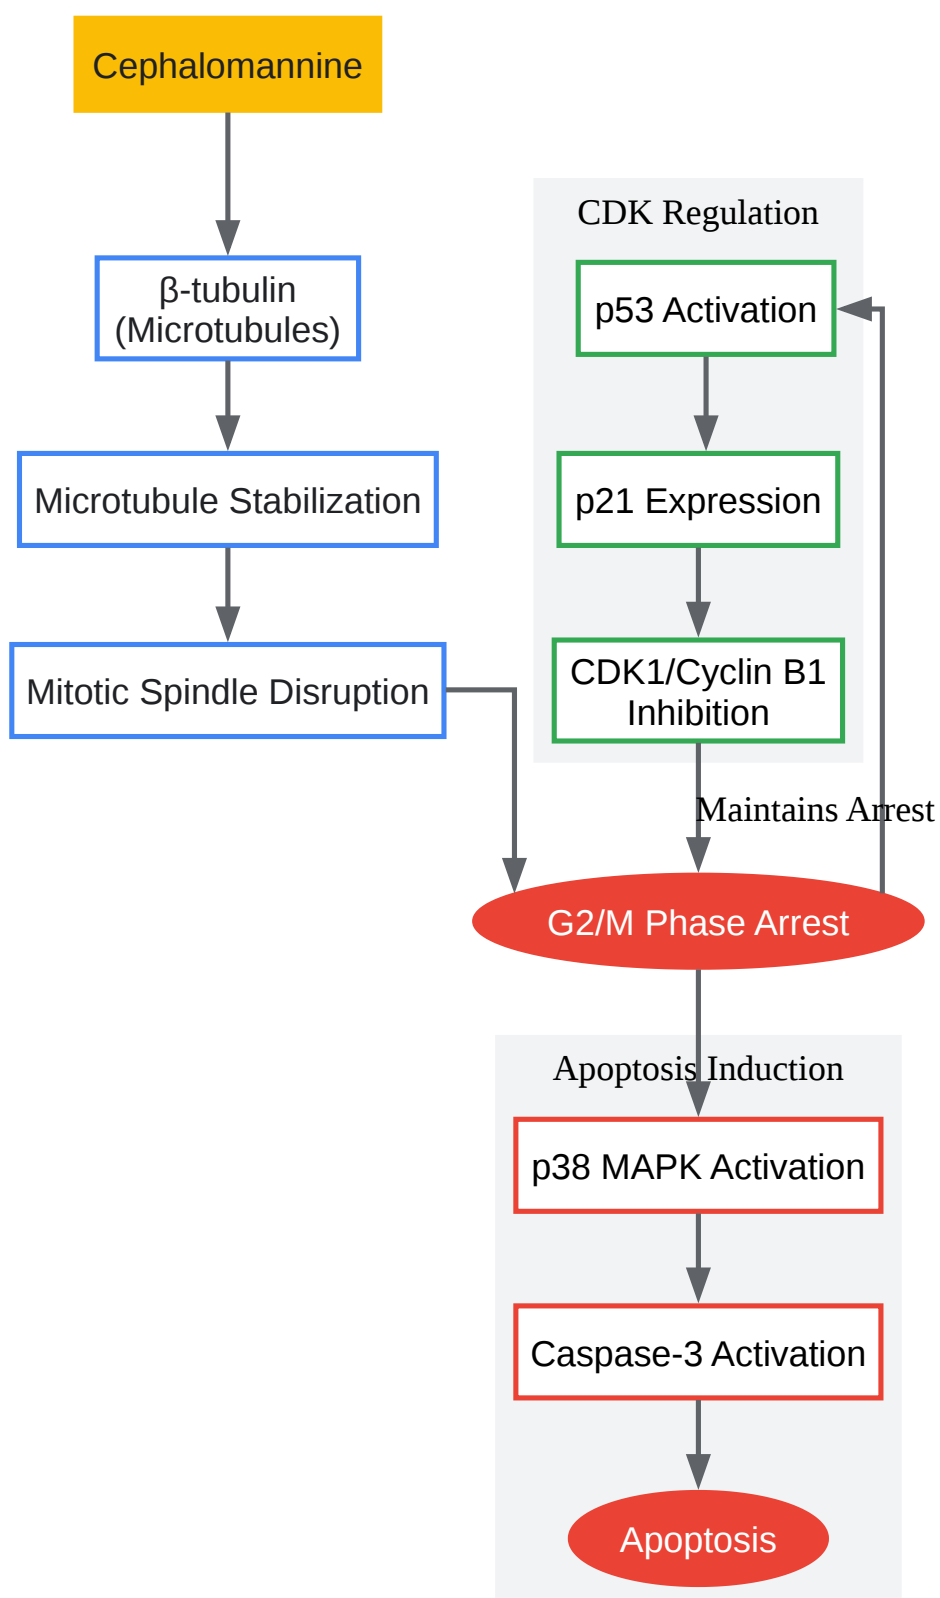 Cephalomannine
β-tubulin
(Microtubules)
Microtubule Stabilization
Mitotic Spindle Disruption
CDK Regulation
p53 Activation
p21 Expression
CDK1/Cyclin B1
Inhibition
Maintains Arrest
G2/M Phase Arrest
Apoptosis Induction
p38 MAPK Activation
Caspase-3 Activation
Apoptosis